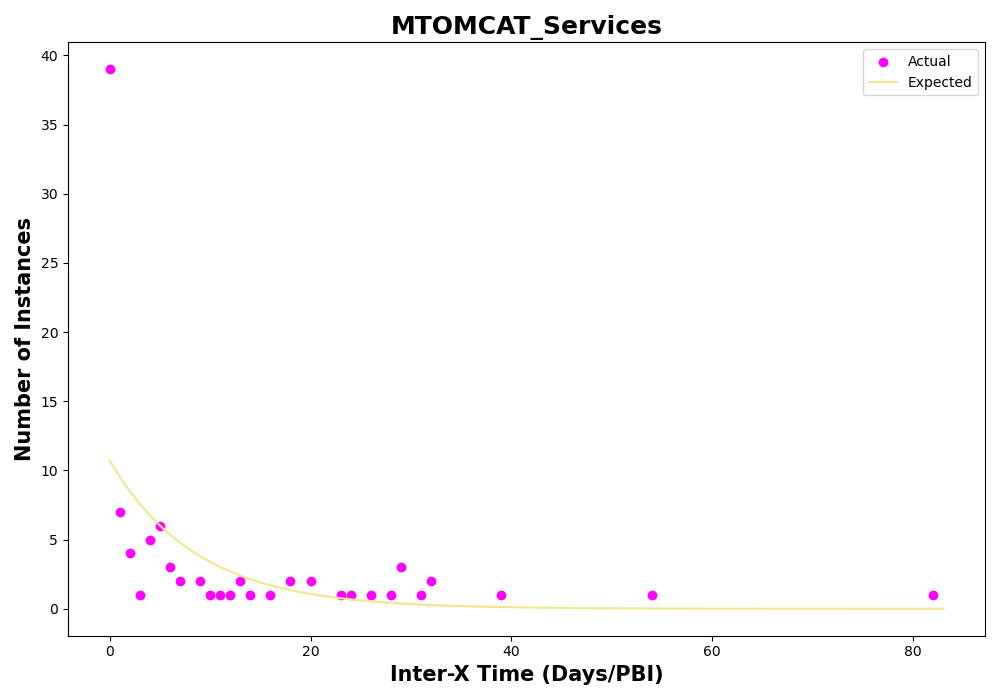 MTOMCAT_Services
Actual
Expected
Number of Instances
40
35
30
25
20
15
10
5
0
0 20 40 60 80
Inter-X Time (Days/PBI)